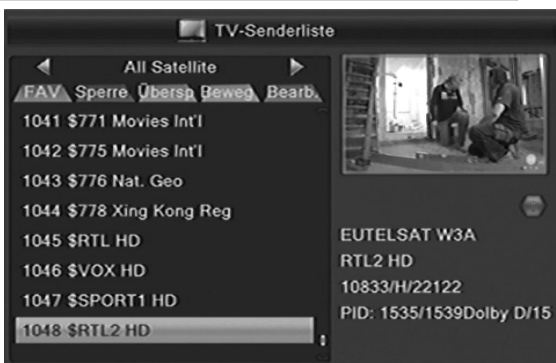 TV-Senderliste
All Satellite
FAV Sperre Übersp Beweg Bearb.
1041 $771 Movies Int'l
1042 $775 Movies Int'l
1043 $776 Nat. Geo
1044 $778 Xing Kong Reg
1045 $RTL HD
1046 $VOX HD
1047 $SPORT1 HD
1048 $RTL2 HD
EUTELSAT W3A
RTL2 HD
10833/H/22122
PID: 1535/1539Dolby D/15